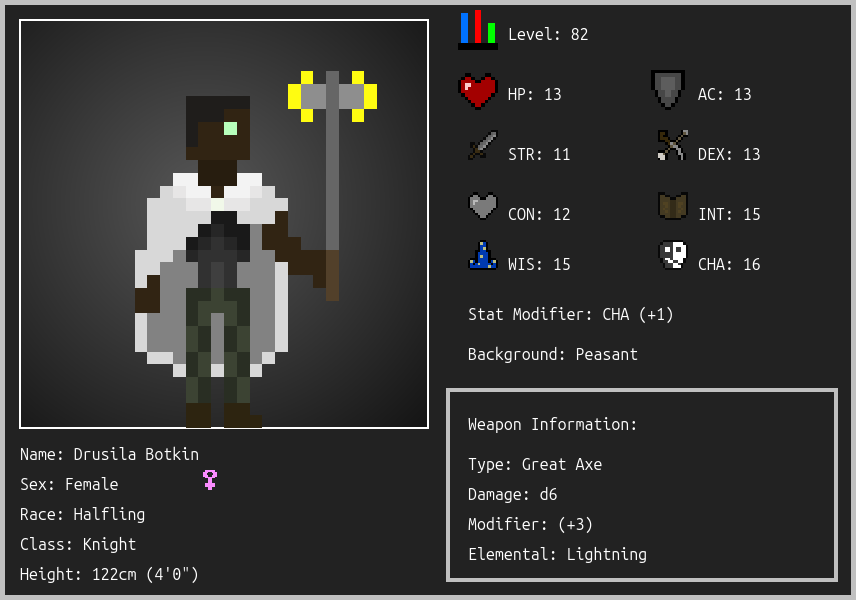 Level: 82
HP: 13
AC: 13
STR: 11
DEX: 13
CON: 12
INT: 15
WIS: 15
CHA: 16
Stat Modifier: CHA (+1)
Background: Peasant
Weapon Information:
Type: Great Axe
Damage: d6
Modifier: (+3)
Elemental: Lightning
Name: Drusila Botkin
Sex: Female
Race: Halfling
Class: Knight
Height: 122cm (4'0")